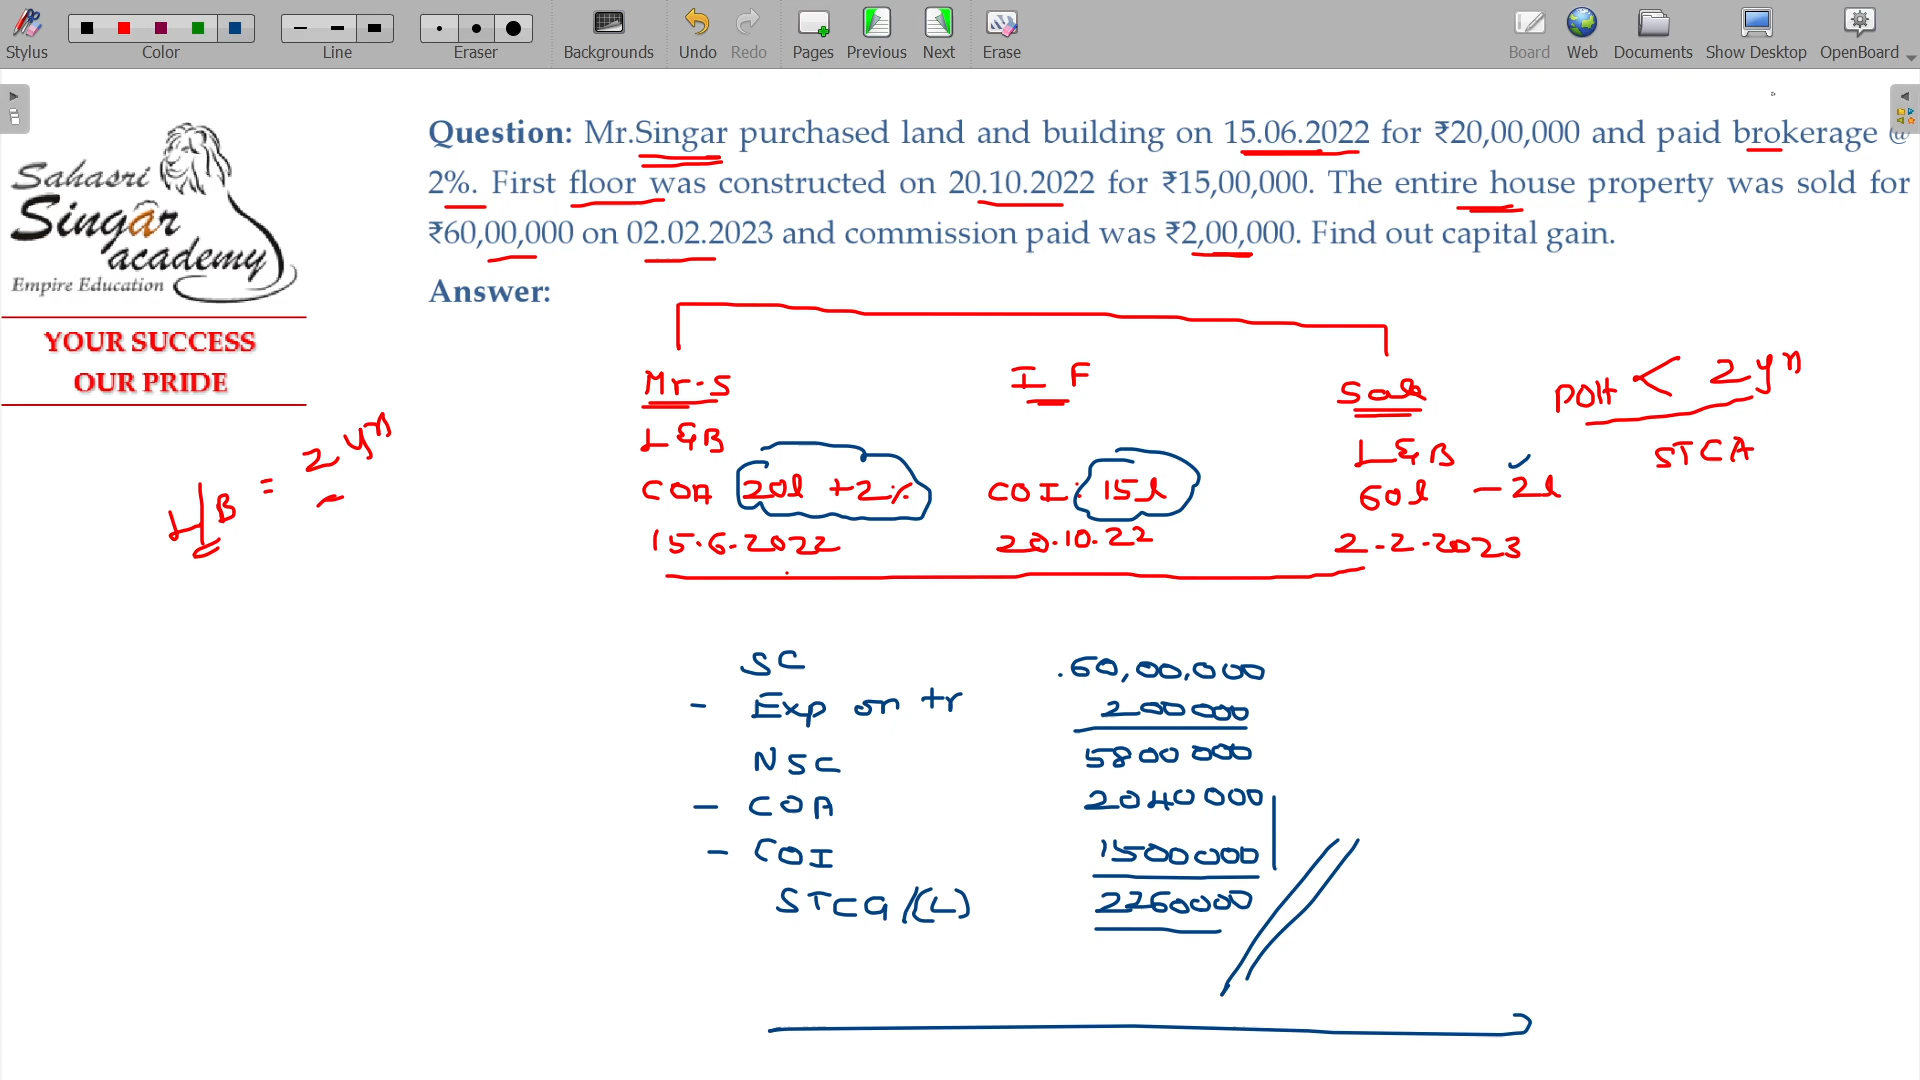 Stylus Color Line Eraser Backgrounds Undo Redo Pages Previous Next Erase Board Web Documents Show Desktop OpenBoard
Sahasri
Singar
academy
Empire Education
YOUR SUCCESS
OUR PRIDE
Question: Mr.Singar purchased land and building on 15.06.2022 for ₹20,00,000 and paid brokerage @
2%. First floor was constructed on 20.10.2022 for ₹15,00,000. The entire house property was sold for
₹60,00,000 on 02.02.2023 and commission paid was ₹2,00,000. Find out capital gain.
Answer:
L/B = 2 yrs
Mr.S I F Sale POH < 2 yrs
L&B L&B STCA
COA 20l +2% COI: 15l 60l - 2l
15.6.2022 20.10.22 2-2-2023
SC .60,00,000
- Exp on tr 200000
NSC 5800000
- COA 2040000
- COI 1500000
STCG/(L) 2260000